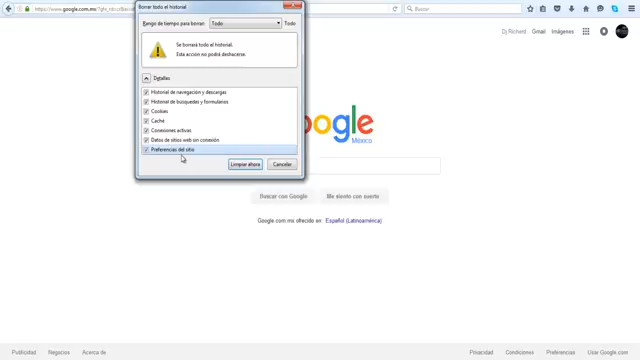 Borrar todo el historial
https://www.google.com.mx/?gfe_rd=cr&
Buscar
Rango de tiempo para borrar: Todo Todo
Se borrará todo el historial.
Esta acción no podrá deshacerse.
Detalles
Historial de navegación y descargas
Historial de búsquedas y formularios
Cookies
Caché
Conexiones activas
Datos de sitios web sin conexión
Preferencias del sitio
Limpiar ahora Cancelar
Dj Richard Gmail Imágenes
ogle
México
Buscar con Google Me siento con suerte
Google.com.mx ofrecido en: Español (Latinoamérica)
Publicidad Negocios Acerca de Privacidad Condiciones Preferencias Usar Google.com